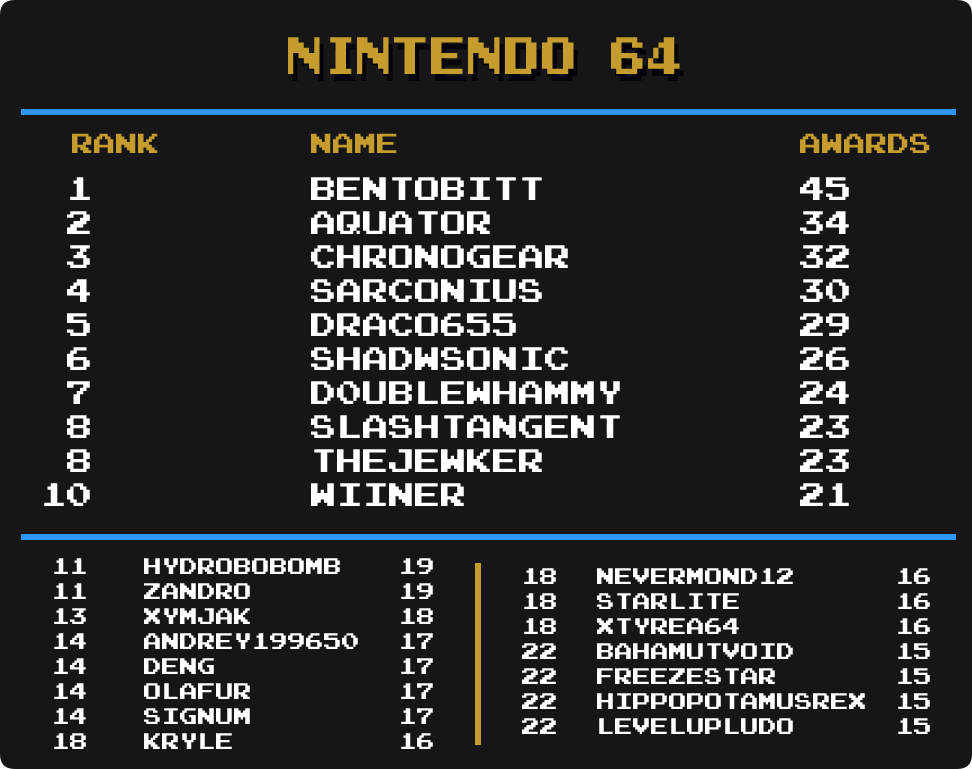 NINTENDO 64
RANK NAME AWARDS
1 BENTOBITT 45
2 AQUATOR 34
3 CHRONOGEAR 32
4 SARCONIUS 30
5 DRACO655 29
6 SHADWSONIC 26
7 DOUBLEWHAMMY 24
8 SLASHTANGENT 23
8 THEJEWKER 23
10 WIINER 21
11 HYDROBOBOMB 19
11 ZANDRO 19
13 XYMJAK 18
14 ANDREY199650 17
14 DENG 17
14 OLAFUR 17
14 SIGNUM 17
18 KRYLE 16
18 NEVERMOND12 16
18 STARLITE 16
18 XTYREA64 16
22 BAHAMUTVOID 15
22 FREEZESTAR 15
22 HIPPOPOTAMUSREX 15
22 LEVELUPLUDO 15